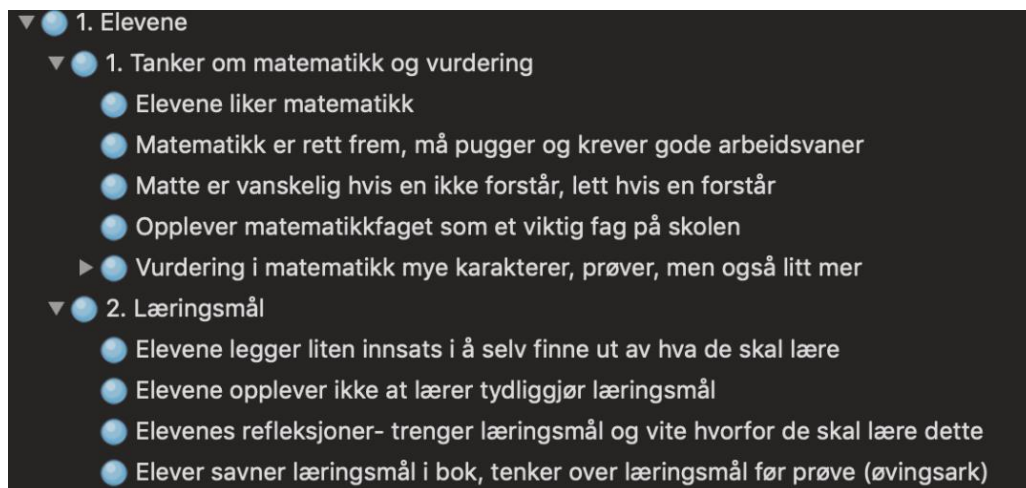 1. Elevene
1. Tanker om matematikk og vurdering
Elevene liker matematikk
Matematikk er rett frem, må pugger og krever gode arbeidsvaner
Matte er vanskelig hvis en ikke forstår, lett hvis en forstår
Opplever matematikkfaget som et viktig fag på skolen
Vurdering i matematikk mye karakterer, prøver, men også litt mer
2. Læringsmål
Elevene legger liten innsats i å selv finne ut av hva de skal lære
Elevene opplever ikke at lærer tydliggjør læringsmål
Elevenes refleksjoner- trenger læringsmål og vite hvorfor de skal lære dette
Elever savner læringsmål i bok, tenker over læringsmål før prøve (øvingsark)